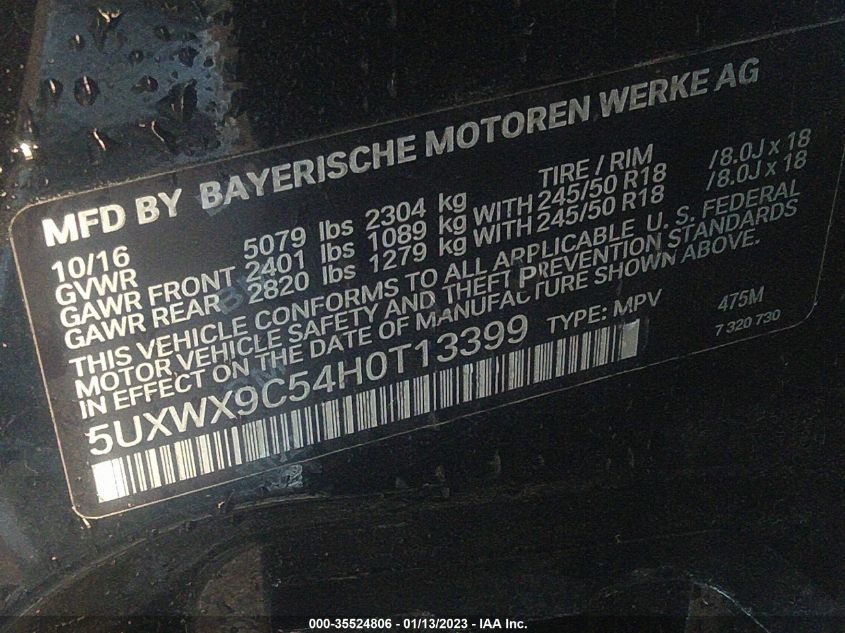 MFD BY BAYERISCHE MOTOREN WERKE AG
10/16 TIRE / RIM
GVWR 5079 lbs 2304 kg
GAWR FRONT 2401 lbs 1089 kg WITH 245/50 R18 /8.0J x 18
GAWR REAR 2820 lbs 1279 kg WITH 245/50 R18 /8.0J x 18
THIS VEHICLE CONFORMS TO ALL APPLICABLE U. S. FEDERAL
MOTOR VEHICLE SAFETY AND THEFT PREVENTION STANDARDS
IN EFFECT ON THE DATE OF MANUFACTURE SHOWN ABOVE.
5UXWX9C54H0T13399 TYPE: MPV 475M
7 320 730
000-35524806 - 01/13/2023 - IAA Inc.